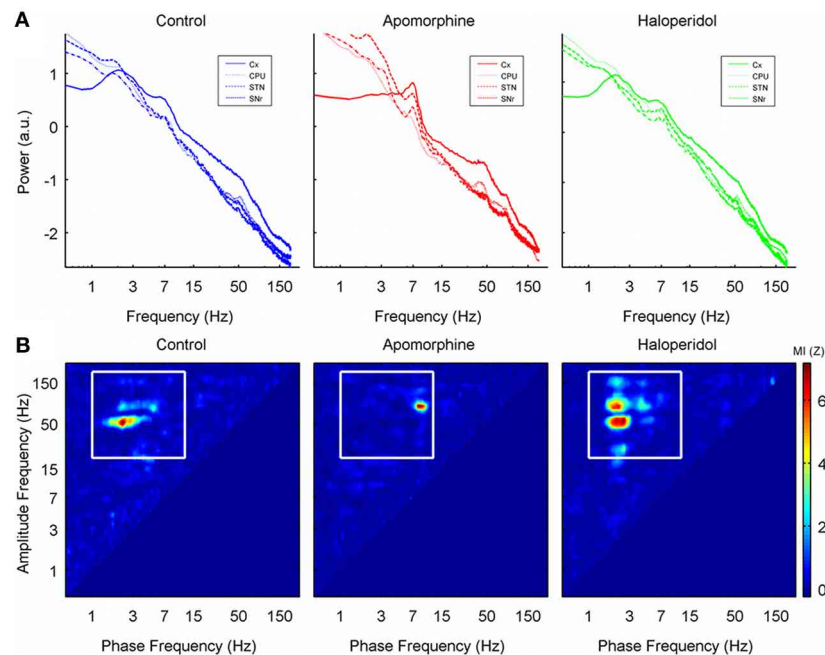 A
Control
Apomorphine
Haloperidol
Power (a.u.)
1
0
-1
-2
Cx
CPU
STN
SNr
Cx
CPU
STN
SNr
Cx
CPU
STN
SNr
1 3 7 15 50 150
1 3 7 15 50 150
1 3 7 15 50 150
Frequency (Hz)
Frequency (Hz)
Frequency (Hz)
B
Control
Apomorphine
Haloperidol
MI (Z)
Amplitude Frequency (Hz)
150
50
15
7
3
1
6
4
2
0
1 3 7 15 50 150
1 3 7 15 50 150
1 3 7 15 50 150
Phase Frequency (Hz)
Phase Frequency (Hz)
Phase Frequency (Hz)